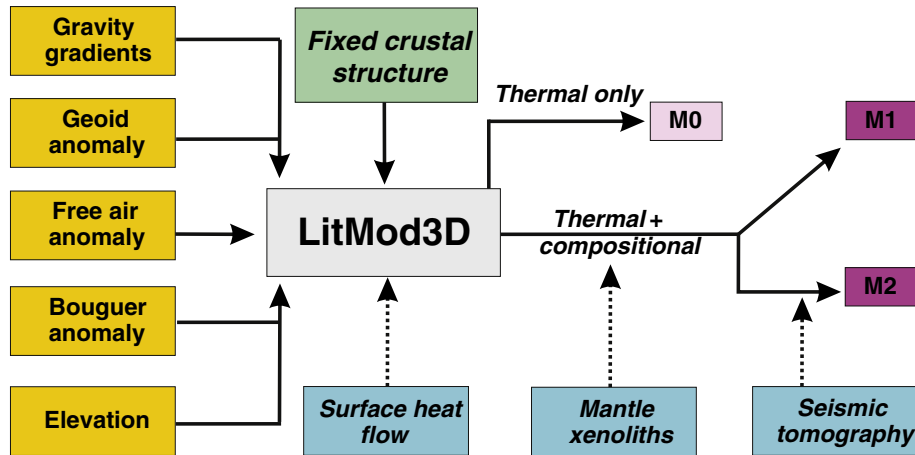 Gravity
gradients
Geoid
anomaly
Free air
anomaly
Bouguer
anomaly
Elevation
Fixed crustal
structure
LitMod3D
Surface heat
flow
Thermal only
M0
Thermal +
compositional
Mantle
xenoliths
M1
M2
Seismic
tomography